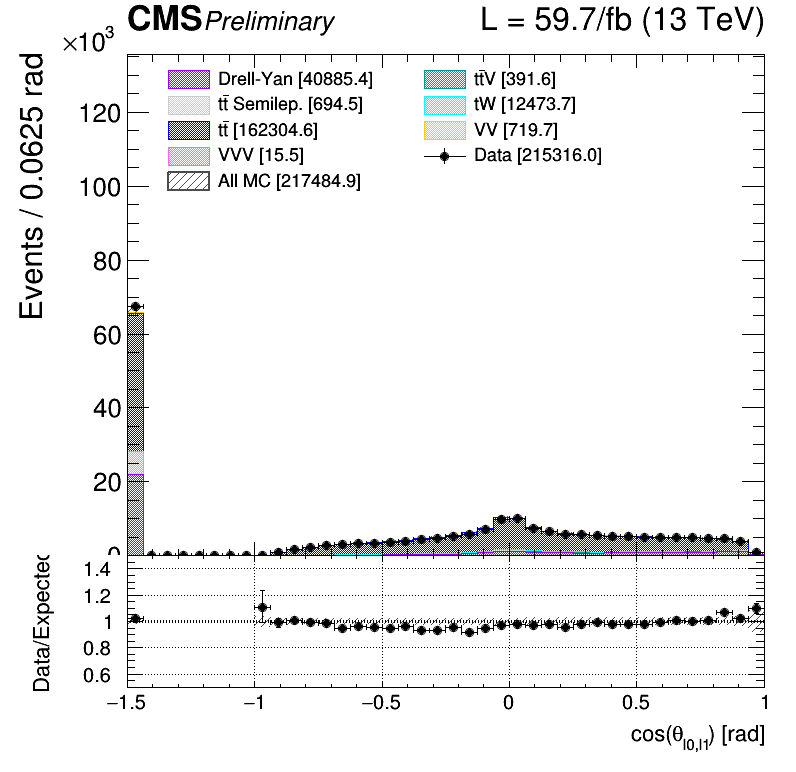 CMS Preliminary L = 59.7/fb (13 TeV)
×10³
Events / 0.0625 rad
Drell-Yan [40885.4]
tt̄ Semilep. [694.5]
tt̄ [162304.6]
VVV [15.5]
All MC [217484.9]
tt̄V [391.6]
tW [12473.7]
VV [719.7]
Data [215316.0]
120
100
80
60
40
20
0
Data/Expected
1.4
1.2
1
0.8
0.6
−1.5 −1 −0.5 0 0.5 1
cos(θl0,l1) [rad]